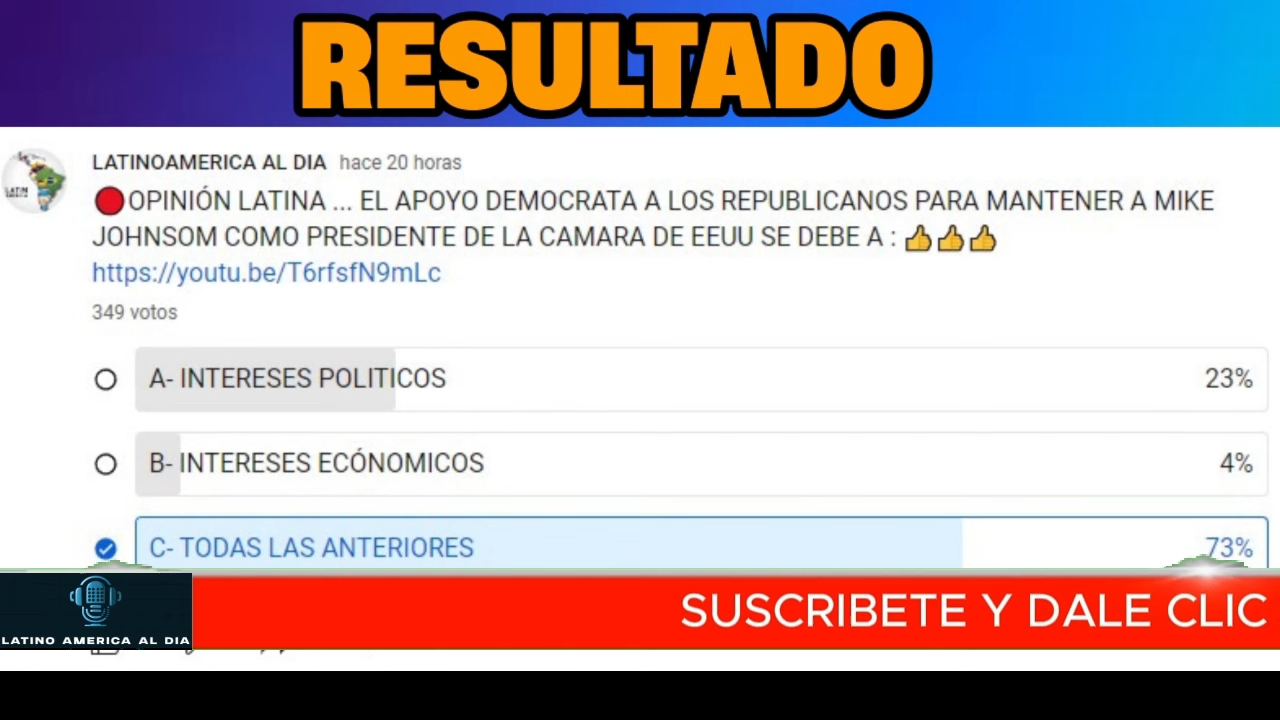 RESULTADO
LATINOAMERICA AL DIA hace 20 horas
🔴OPINIÓN LATINA ... EL APOYO DEMOCRATA A LOS REPUBLICANOS PARA MANTENER A MIKE
JOHNSOM COMO PRESIDENTE DE LA CAMARA DE EEUU SE DEBE A : 👍👍👍
https://youtu.be/T6rfsfN9mLc
349 votos
A- INTERESES POLITICOS 23%
B- INTERESES ECÓNOMICOS 4%
C- TODAS LAS ANTERIORES 73%
SUSCRIBETE Y DALE CLIC
LATINO AMERICA AL DIA